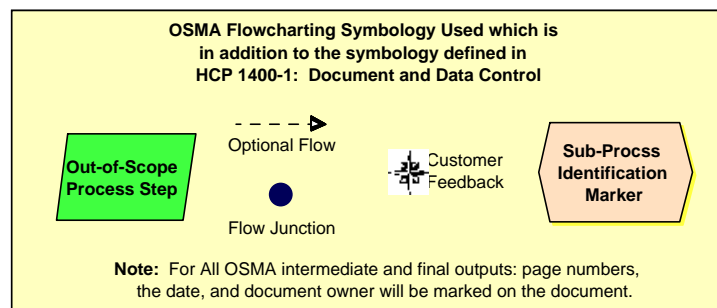 OSMA Flowcharting Symbology Used which is
in addition to the symbology defined in
HCP 1400-1: Document and Data Control
Out-of-Scope
Process Step
Optional Flow
Flow Junction
Customer
Feedback
Sub-Procss
Identification
Marker
Note: For All OSMA intermediate and final outputs: page numbers,
the date, and document owner will be marked on the document.